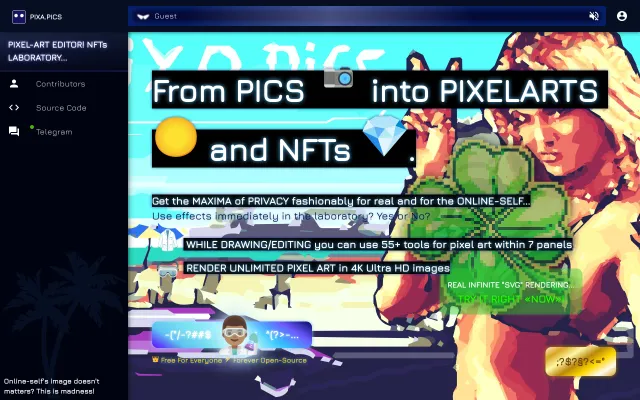 PIXA.PICS
Guest
PIXEL-ART EDITOR! NFTs
LABORATORY...
Contributors
Source Code
Telegram
From PICS into PIXELARTS
and NFTs .
Get the MAXIMA of PRIVACY fashionably for real and for the ONLINE-SELF...
Use effects immediately in the laboratory? Yes or No?
WHILE DRAWING/EDITING you can use 55+ tools for pixel art within 7 panels
RENDER UNLIMITED PIXEL ART in 4K Ultra HD images
REAL INFINITE "SVG" RENDERING...
TRY IT RIGHT «NOW»
Free For Everyone
Forever Open-Source
Online-self's image doesn't
matters? This is madness!